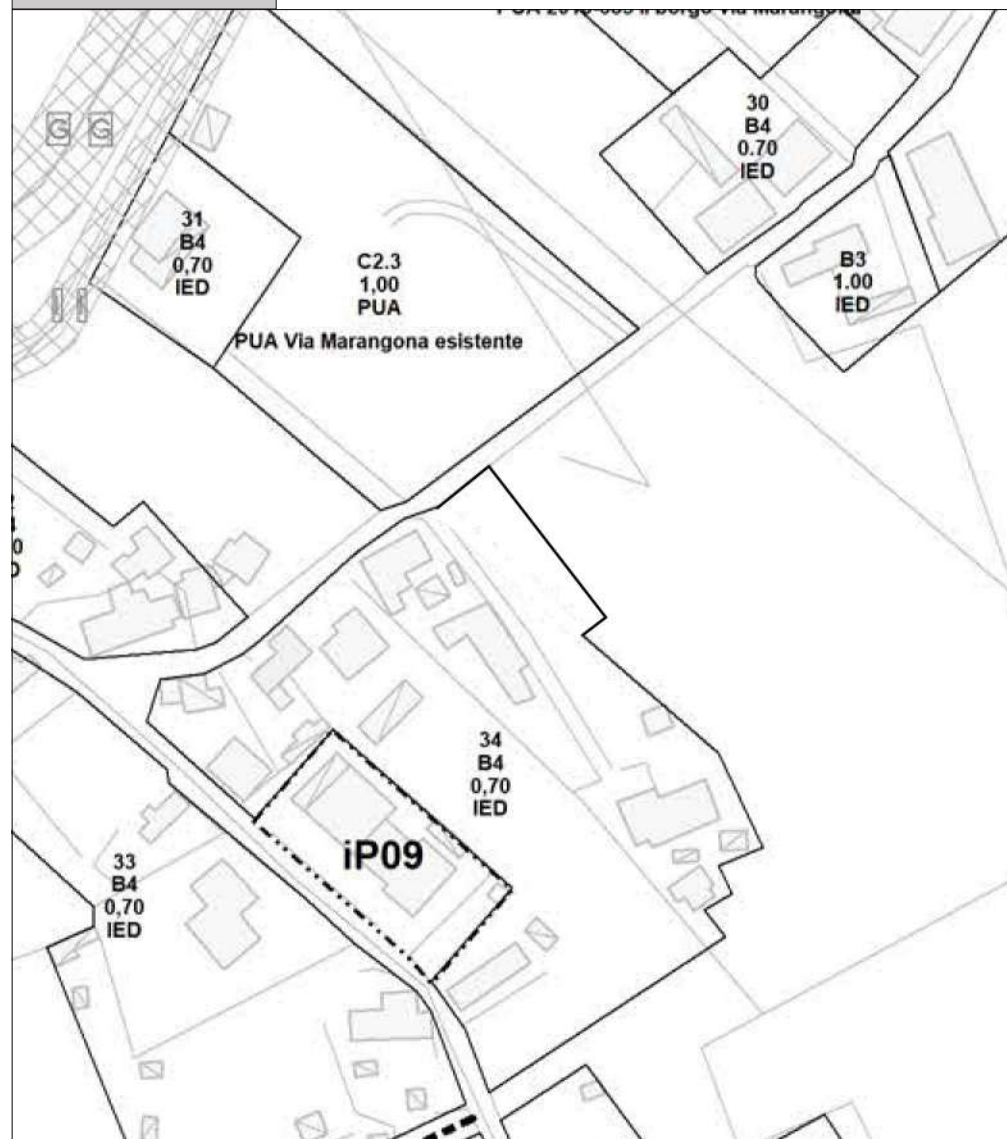 30
B4
0.70
IED
G G
31
B4
0,70
IED
C2.3
1,00
PUA
PUA Via Marangona esistente
B3
1.00
IED
34
B4
0,70
IED
iP09
33
B4
0,70
IED